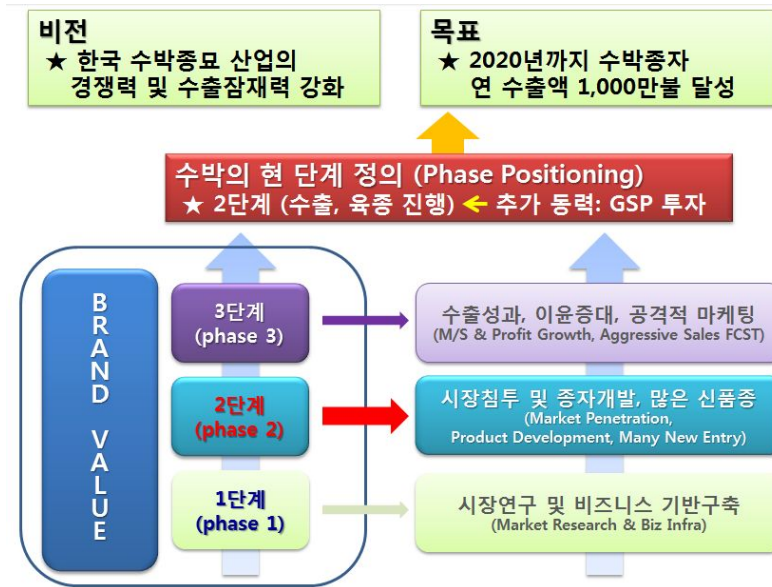 비전
★ 한국 수박종묘 산업의
경쟁력 및 수출잠재력 강화
목표
★ 2020년까지 수박종자
연 수출액 1,000만불 달성
수박의 현 단계 정의 (Phase Positioning)
★ 2단계 (수출, 육종 진행) ← 추가 동력: GSP 투자
BRAND VALUE
3단계
(phase 3)
수출성과, 이윤증대, 공격적 마케팅
(M/S & Profit Growth, Aggressive Sales FCST)
2단계
(phase 2)
시장침투 및 종자개발, 많은 신품종
(Market Penetration,
Product Development, Many New Entry)
1단계
(phase 1)
시장연구 및 비즈니스 기반구축
(Market Research & Biz Infra)